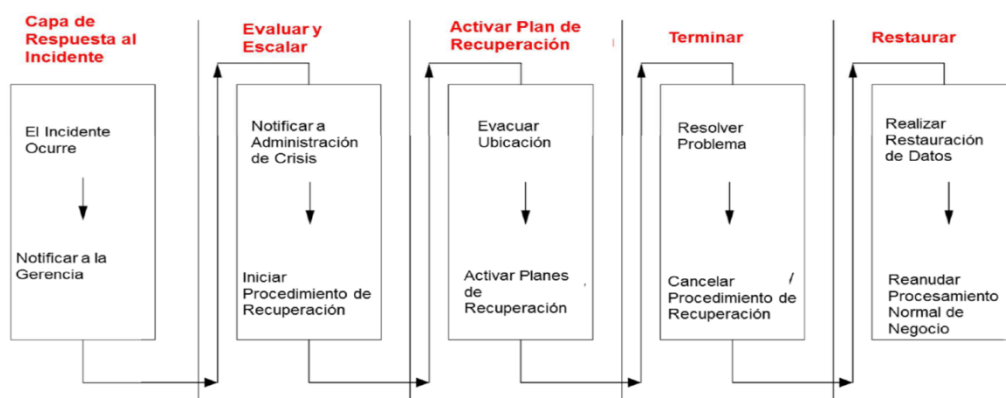 Capa de
Respuesta al
Incidente
El Incidente
Ocurre
Notificar a la
Gerencia
Evaluar y
Escalar
Notificar a
Administración
de Crisis
Iniciar
Procedimiento de
Recuperación
Activar Plan de
Recuperación
Evacuar
Ubicación
Activar Planes
de
Recuperación
Terminar
Resolver
Problema
Cancelar /
Procedimiento de
Recuperación
Restaurar
Realizar
Restauración
de Datos
Reanudar
Procesamiento
Normal de
Negocio